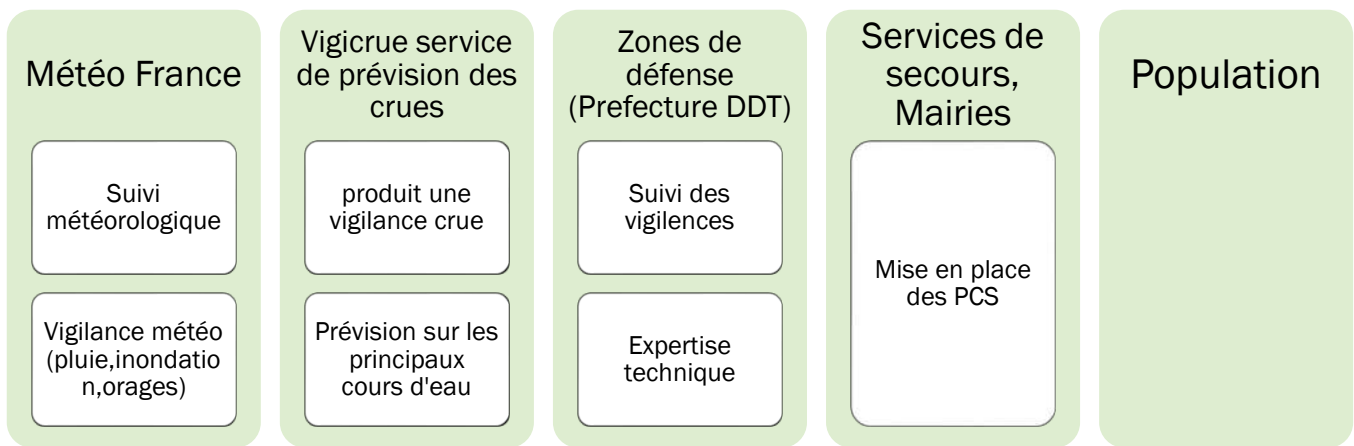 Météo France
Suivi
météorologique
Vigilance météo
(pluie,inondatio
n,orages)
Vigicrue service
de prévision des
crues
produit une
vigilance crue
Prévision sur les
principaux
cours d'eau
Zones de
défense
(Prefecture DDT)
Suivi des
vigilences
Expertise
technique
Services de
secours,
Mairies
Mise en place
des PCS
Population